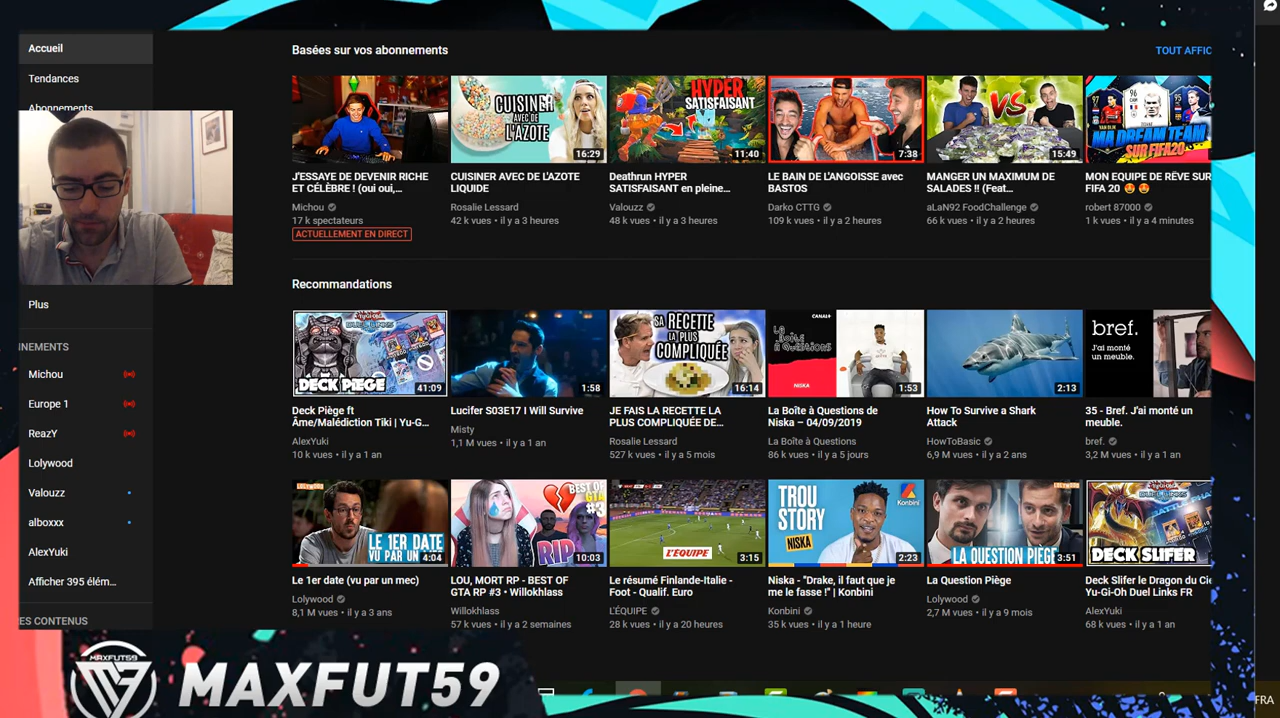 Accueil
Tendances
Abonnements
Plus
NEMENTS
Michou
Europe 1
ReazY
Lolywood
Valouzz
alboxxx
AlexYuki
Afficher 395 élém...
ES CONTENUS
Basées sur vos abonnements
TOUT AFFIC
CUISINER
AVEC DE
L'AZOTE
16:29
HYPER
SATISFAISANT
11:40
7:38
VS
15:49
97
96
95
MA DREAM TEAM
SUR FIFA20
J'ESSAYE DE DEVENIR RICHE
ET CÉLÈBRE ! (oui oui,...
Michou
17 k spectateurs
ACTUELLEMENT EN DIRECT
CUISINER AVEC DE L'AZOTE
LIQUIDE
Rosalie Lessard
42 k vues • il y a 3 heures
Deathrun HYPER
SATISFAISANT en pleine...
Valouzz
48 k vues • il y a 3 heures
LE BAIN DE L'ANGOISSE avec
BASTOS
Darko CTTG
109 k vues • il y a 2 heures
MANGER UN MAXIMUM DE
SALADES !! (Feat...
aLaN92 FoodChallenge
66 k vues • il y a 2 heures
MON EQUIPE DE RÊVE SUR
FIFA 20 🤩 🤩
robert 87000
1 k vues • il y a 4 minutes
Recommandations
DUEL LINKS
DECK PIÈGE
41:09
1:58
SA RECETTE
LA PLUS
COMPLIQUÉE
16:14
CANAL+
La
Boîte à
Questions
NISKA
1:53
2:13
bref.
J'ai monté
un meuble.
Deck Piège ft
Âme/Malédiction Tiki | Yu-G...
AlexYuki
10 k vues • il y a 1 an
Lucifer S03E17 I Will Survive
Misty
1,1 M vues • il y a 1 an
JE FAIS LA RECETTE LA
PLUS COMPLIQUÉE DE...
Rosalie Lessard
527 k vues • il y a 5 mois
La Boîte à Questions de
Niska – 04/09/2019
La Boîte à Questions
86 k vues • il y a 5 jours
How To Survive a Shark
Attack
HowToBasic
6,9 M vues • il y a 2 ans
35 - Bref. J'ai monté un
meuble.
bref.
3,2 M vues • il y a 1 an
LOLYWOOD
LE 1ER DATE
VU PAR UN
4:04
BEST OF
GTA
#3
RIP
10:03
L'ÉQUIPE
3:15
TROU
STORY
NISKA
Konbini
2:23
LOLYWOOD
LA QUESTION PIÈGE
3:51
DUEL LINKS
DECK SLIFER
Le 1er date (vu par un mec)
Lolywood
8,1 M vues • il y a 3 ans
LOU, MORT RP - BEST OF
GTA RP #3 • Willokhlass
Willokhlass
57 k vues • il y a 2 semaines
Le résumé Finlande-Italie -
Foot - Qualif. Euro
L'ÉQUIPE
28 k vues • il y a 20 heures
Niska - "Drake, il faut que je
me le fasse !" | Konbini
Konbini
35 k vues • il y a 1 heure
La Question Piège
Lolywood
2,7 M vues • il y a 9 mois
Deck Slifer le Dragon du Cie
Yu-Gi-Oh Duel Links FR
AlexYuki
68 k vues • il y a 1 an
MAXFUT59
MAXFUT59
FRA